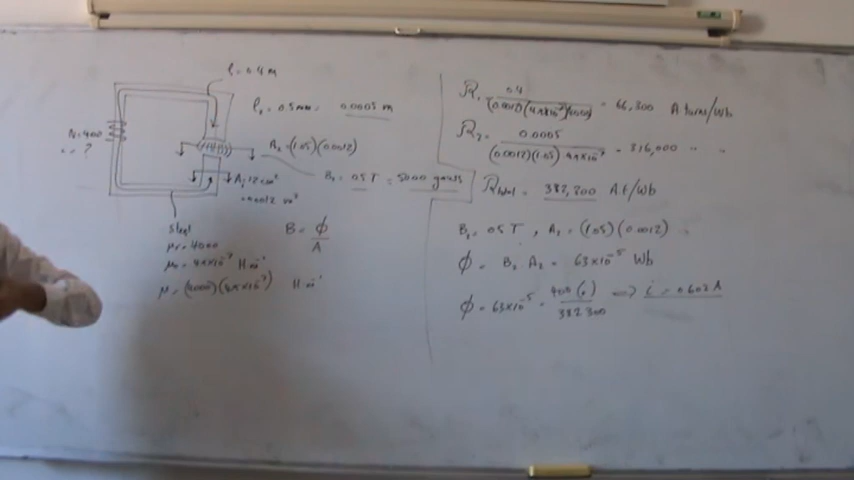 l₁ = 0.4 m
l₂ = 0.5 mm = 0.0005 m
N = 400
i = ?
A₂ = (1.05)(0.0012)
B₂ = 0.5 T = 5000 gauss
A₁ = 12 cm²
= 0.0012 m²
steel
μr = 4000
μ₀ = 4π×10⁻⁷ H m⁻¹
μ = (4000)(4π×10⁻⁷) H m⁻¹
B = ϕ / A
R₁ = 0.4 / (0.0012)(4π×10⁻⁷)(4000) = 66,300 A turns/Wb
R₂ = 0.0005 / (0.0012)(1.05) 4π×10⁻⁷ = 316,000 " "
Rtotal = 382,300 A t/Wb
B₂ = 0.5 T , A₂ = (1.05)(0.0012)
ϕ = B₂ A₂ = 63×10⁻⁵ Wb
ϕ = 63×10⁻⁵ = 400 (i) / 382.300 ⇒ i = 0.602 A